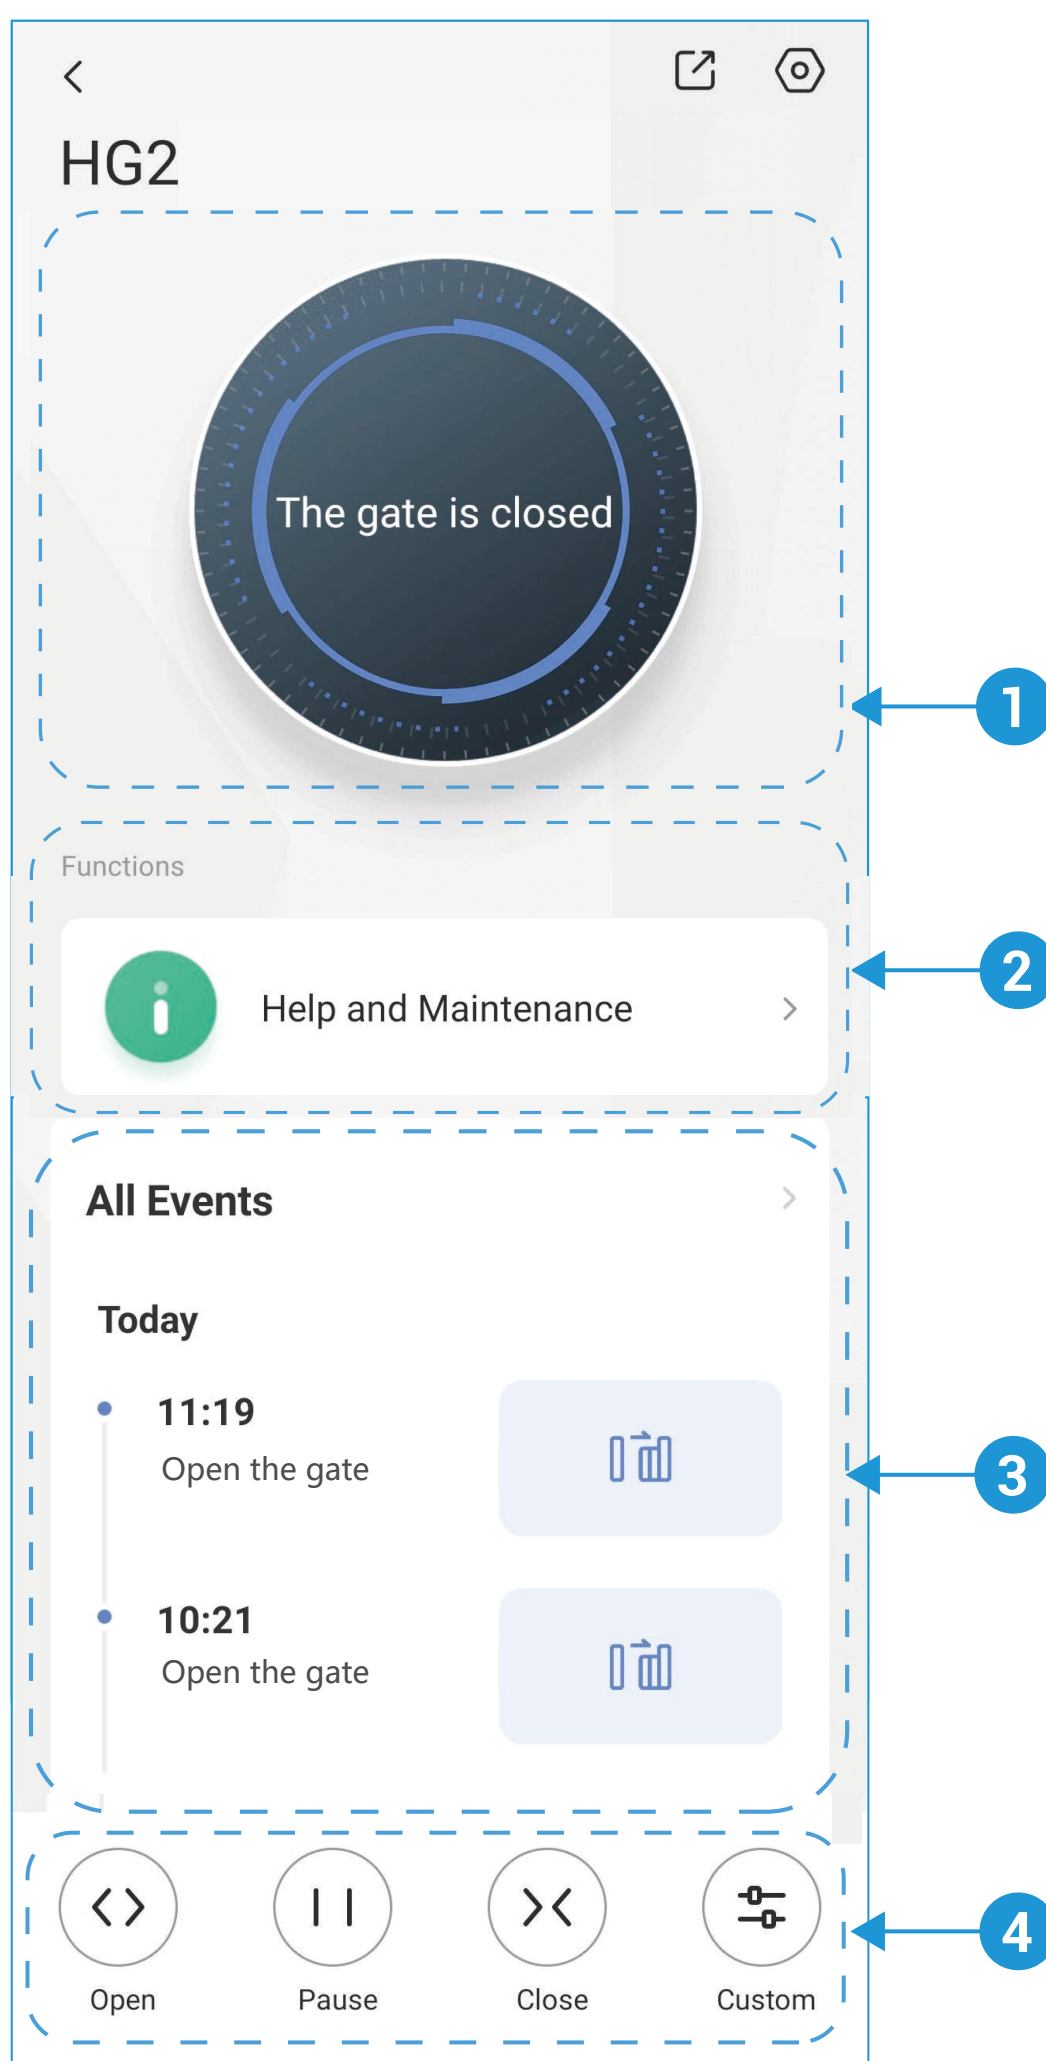 HG2
The gate is closed
1
Functions
Help and Maintenance
2
All Events
Today
11:19
Open the gate
3
10:21
Open the gate
Open Pause Close Custom
4